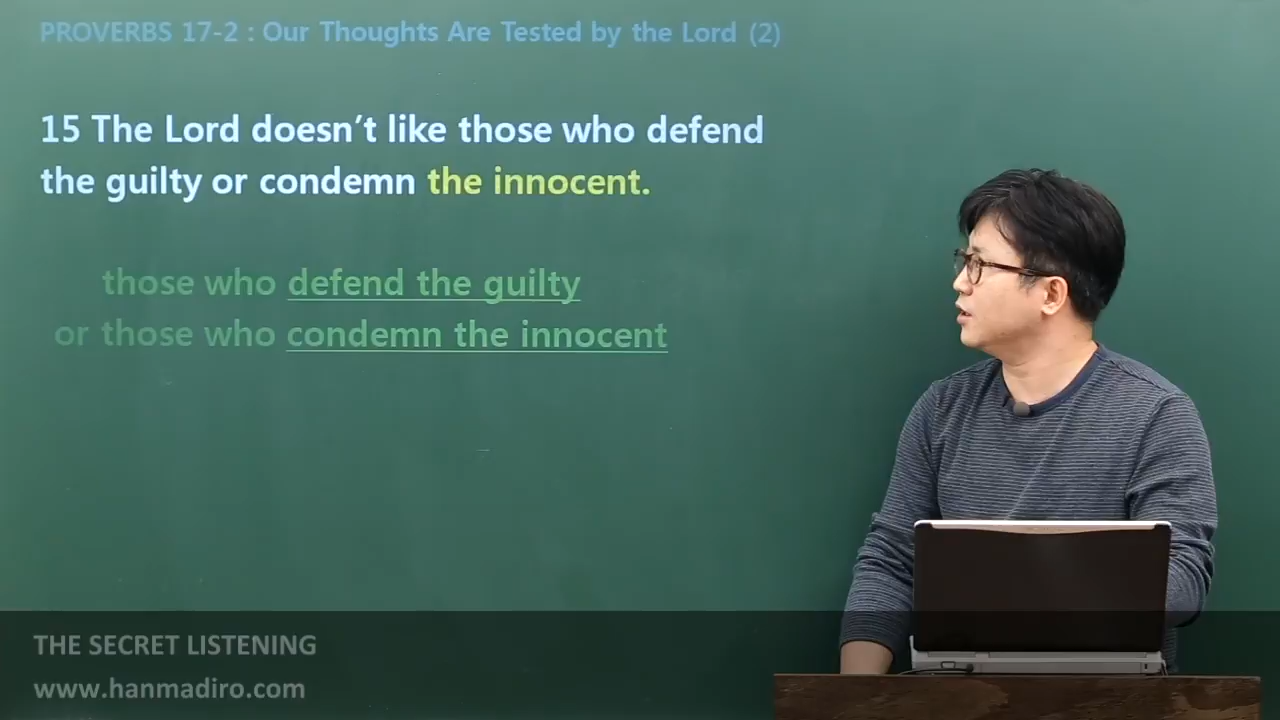 PROVERBS 17-2 : Our Thoughts Are Tested by the Lord (2)
15 The Lord doesn’t like those who defend
the guilty or condemn the innocent.
those who defend the guilty
or those who condemn the innocent
THE SECRET LISTENING
www.hanmadiro.com